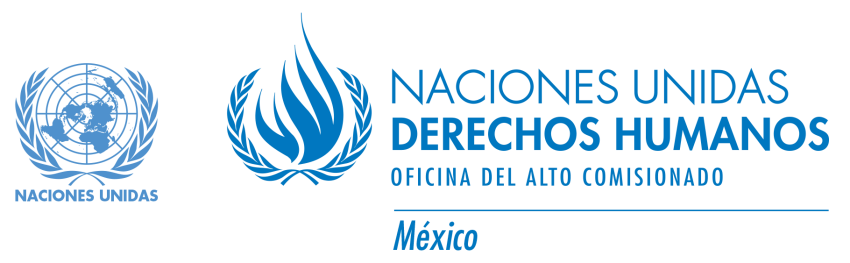 NACIONES UNIDAS
NACIONES UNIDAS
DERECHOS HUMANOS
OFICINA DEL ALTO COMISIONADO
México